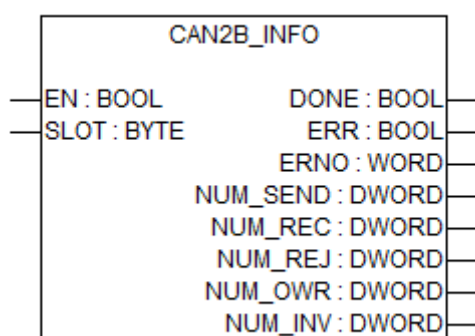 CAN2B_INFO
EN : BOOL DONE : BOOL
SLOT : BYTE ERR : BOOL
ERNO : WORD
NUM_SEND : DWORD
NUM_REC : DWORD
NUM_REJ : DWORD
NUM_OWR : DWORD
NUM_INV : DWORD